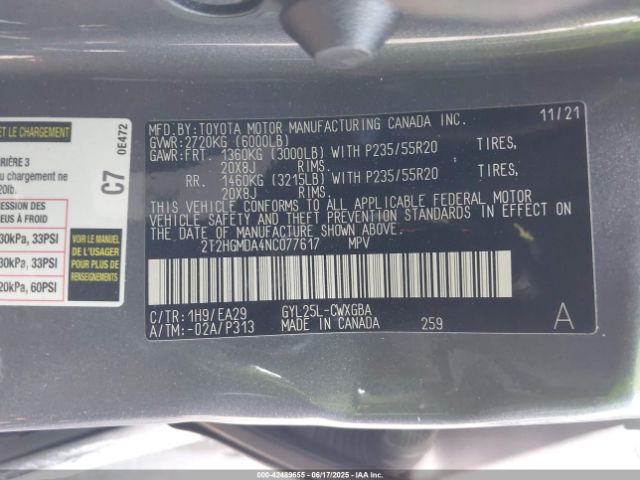 ET LE CHARGEMENT
0E472
RIÈRE 3
u chargement ne
20lb.
C7
RESSION DES
EUS À FROID
30kPa, 33PSI
30kPa, 33PSI
20kPa, 60PSI
VOIR LE MANUEL
DE L'USAGER
POUR PLUS DE
RENSEIGNEMENTS
MFD.BY:TOYOTA MOTOR MANUFACTURING CANADA INC. 11/21
GVWR:2720KG (6000LB)
GAWR:FRT. 1360KG (3000LB) WITH P235/55R20 TIRES,
20X8J RIMS.
RR. 1460KG (3215LB) WITH P235/55R20 TIRES,
20X8J RIMS.
THIS VEHICLE CONFORMS TO ALL APPLICABLE FEDERAL MOTOR
VEHICLE SAFETY AND THEFT PREVENTION STANDARDS IN EFFECT ON
THE DATE OF MANUFACTURE SHOWN ABOVE.
2T2HGMDA4NC077617 MPV
C/TR: 1H9/EA29 GYL25L-CWXGBA
A/TM:-02A/P313 MADE IN CANADA 259 A
000-42489655 - 06/17/2025 - IAAI.COM